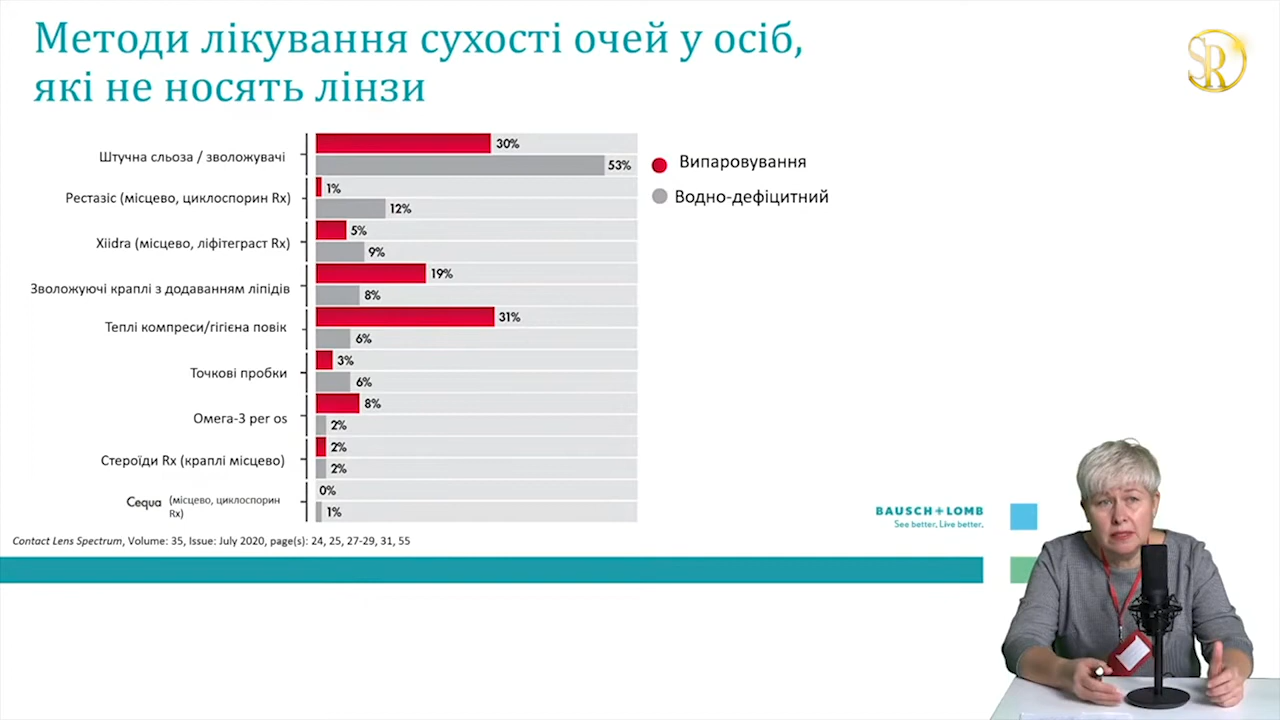 Методи лікування сухості очей у осіб,
які не носять лінзи
SR
Штучна сльоза / зволожувачі
30%
53%
Рестазіс (місцево, циклоспорин Rx)
1%
12%
Xiidra (місцево, ліфітеграст Rx)
5%
9%
Зволожуючі краплі з додаванням ліпідів
19%
8%
Теплі компреси/гігієна повік
31%
6%
Точкові пробки
3%
6%
Омега-3 per os
8%
2%
Стероїди Rx (краплі місцево)
2%
2%
Cequa (місцево, циклоспорин
Rx)
0%
1%
Випаровування
Водно-дефіцитний
BAUSCH + LOMB
See better. Live better.
Contact Lens Spectrum, Volume: 35, Issue: July 2020, page(s): 24, 25, 27-29, 31, 55